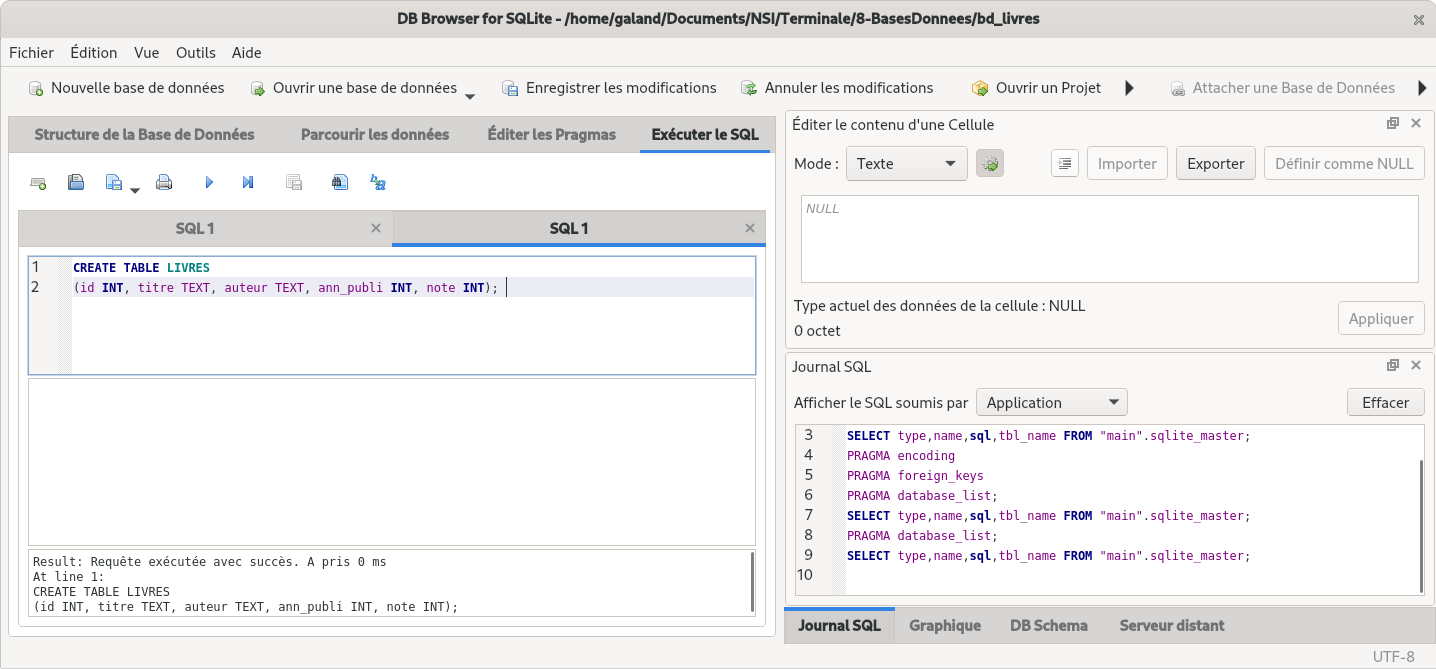 DB Browser for SQLite - /home/galand/Documents/NSI/Terminale/8-BasesDonnees/bd_livres
Fichier Édition Vue Outils Aide
Nouvelle base de données Ouvrir une base de données Enregistrer les modifications Annuler les modifications Ouvrir un Projet Attacher une Base de Données
Structure de la Base de Données Parcourir les données Éditer les Pragmas Exécuter le SQL
SQL 1 SQL 1
1 CREATE TABLE LIVRES
2 (id INT, titre TEXT, auteur TEXT, ann_publi INT, note INT);
Result: Requête exécutée avec succès. A pris 0 ms
At line 1:
CREATE TABLE LIVRES
(id INT, titre TEXT, auteur TEXT, ann_publi INT, note INT);
Éditer le contenu d'une Cellule
Mode : Texte Importer Exporter Définir comme NULL
NULL
Type actuel des données de la cellule : NULL
0 octet
Appliquer
Journal SQL
Afficher le SQL soumis par Application Effacer
3 SELECT type,name,sql,tbl_name FROM "main".sqlite_master;
4 PRAGMA encoding
5 PRAGMA foreign_keys
6 PRAGMA database_list;
7 SELECT type,name,sql,tbl_name FROM "main".sqlite_master;
8 PRAGMA database_list;
9 SELECT type,name,sql,tbl_name FROM "main".sqlite_master;
10
Journal SQL Graphique DB Schema Serveur distant
UTF-8